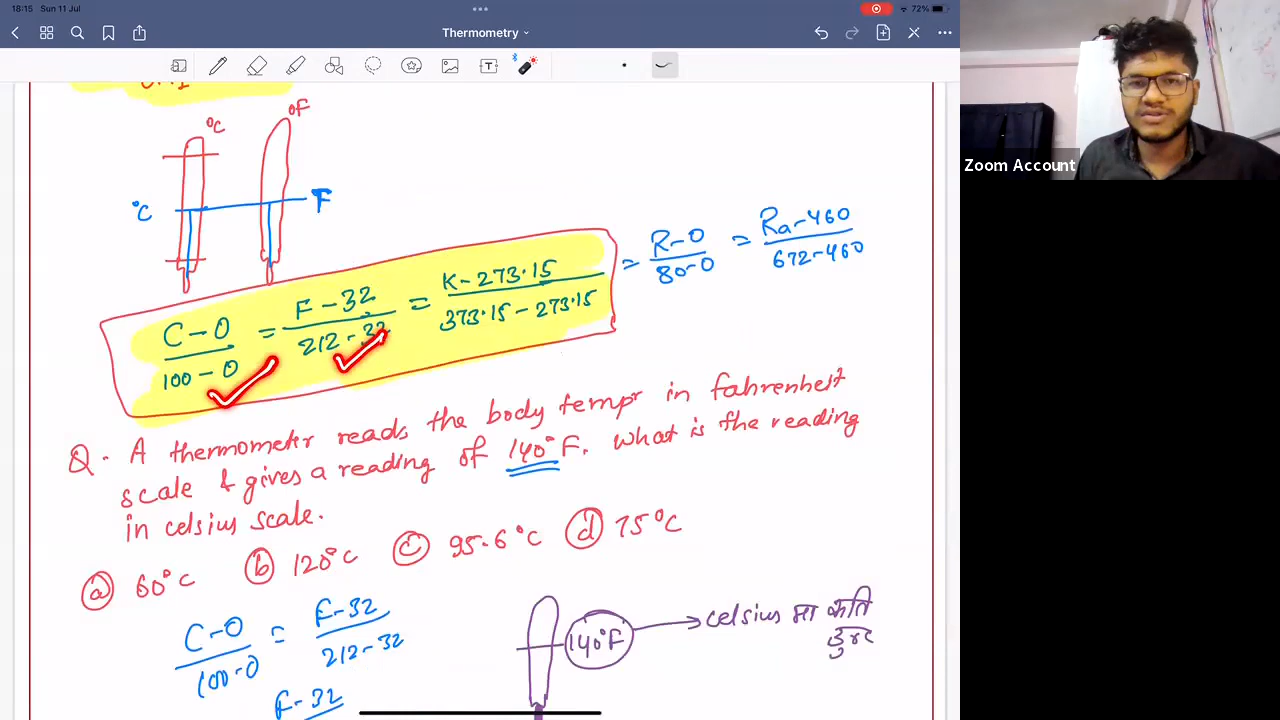 18:15 Sun 11 Jul
72%
Thermometry
Zoom Account
°C
°F
°C
F
C-0 / 100-0 = F-32 / 212-32 = K-273.15 / 373.15-273.15 = R-0 / 80-0 = Ra-460 / 672-460
Q. A thermometer reads the body tempr in fahrenheit
scale & gives a reading of 140°F. What is the reading
in celsius scale.
(a) 60°C (b) 120°C (c) 95.6°C (d) 75°C
C-0 / 100-0 = F-32 / 212-32
140°F → celsius मा कति
F-32